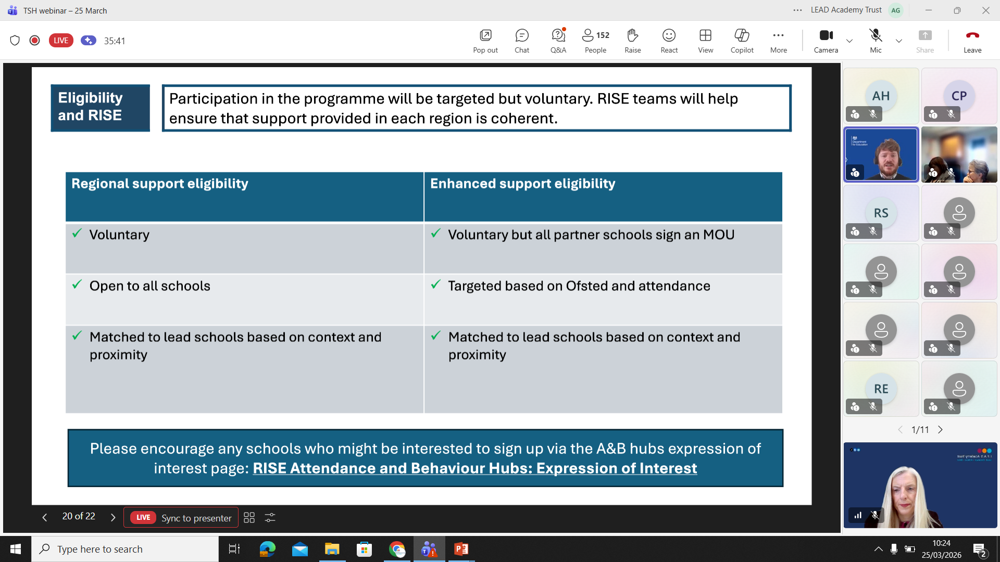 TSH webinar – 25 March
LEAD Academy Trust
AG
LIVE
35:41
Pop out
Chat
Q&A
152
People
Raise
React
View
Copilot
More
Camera
Mic
Share
Leave
Eligibility
and RISE
Participation in the programme will be targeted but voluntary. RISE teams will help
ensure that support provided in each region is coherent.
Regional support eligibility
Enhanced support eligibility
Voluntary
Voluntary but all partner schools sign an MOU
Open to all schools
Targeted based on Ofsted and attendance
Matched to lead schools based on context and
proximity
Matched to lead schools based on context and
proximity
Please encourage any schools who might be interested to sign up via the A&B hubs expression of
interest page: RISE Attendance and Behaviour Hubs: Expression of Interest
20 of 22
LIVE
Sync to presenter
AH
CP
Department
for Education
RS
RE
1/11
L.E.A.D. Academy Trust
Type here to search
10:24
25/03/2026
2